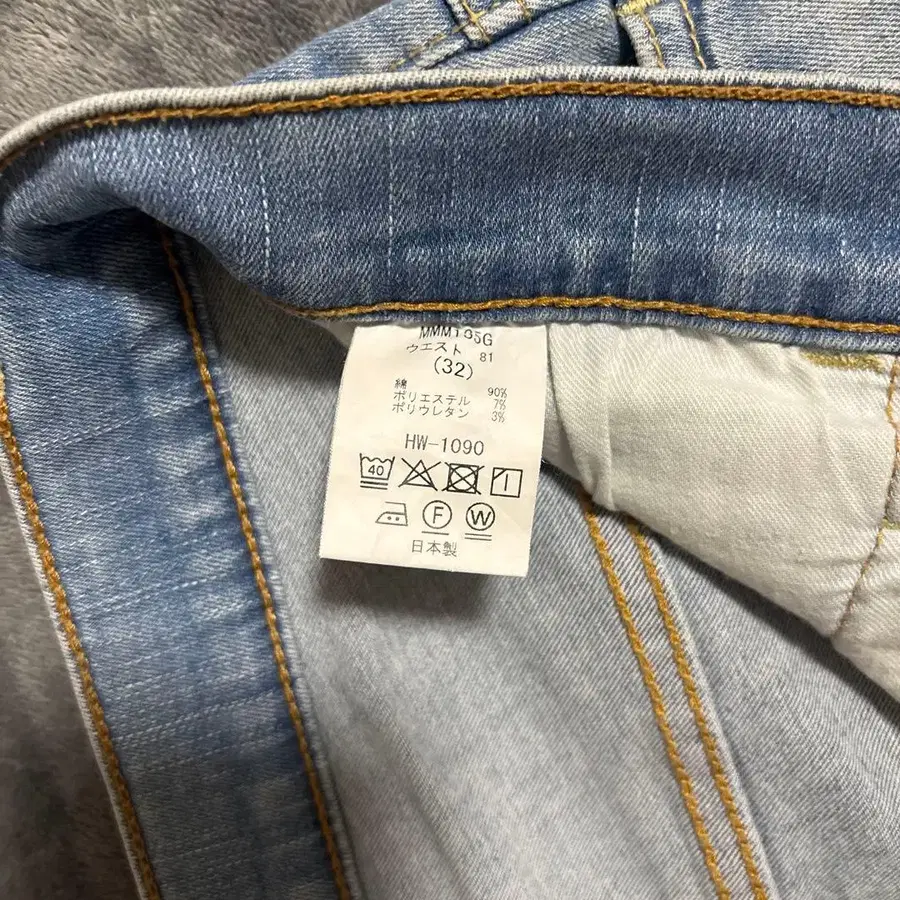 ウエスト 81
(32)
綿 90%
ポリエステル 7%
ポリウレタン 3%
HW-1090
40
F W
日本製